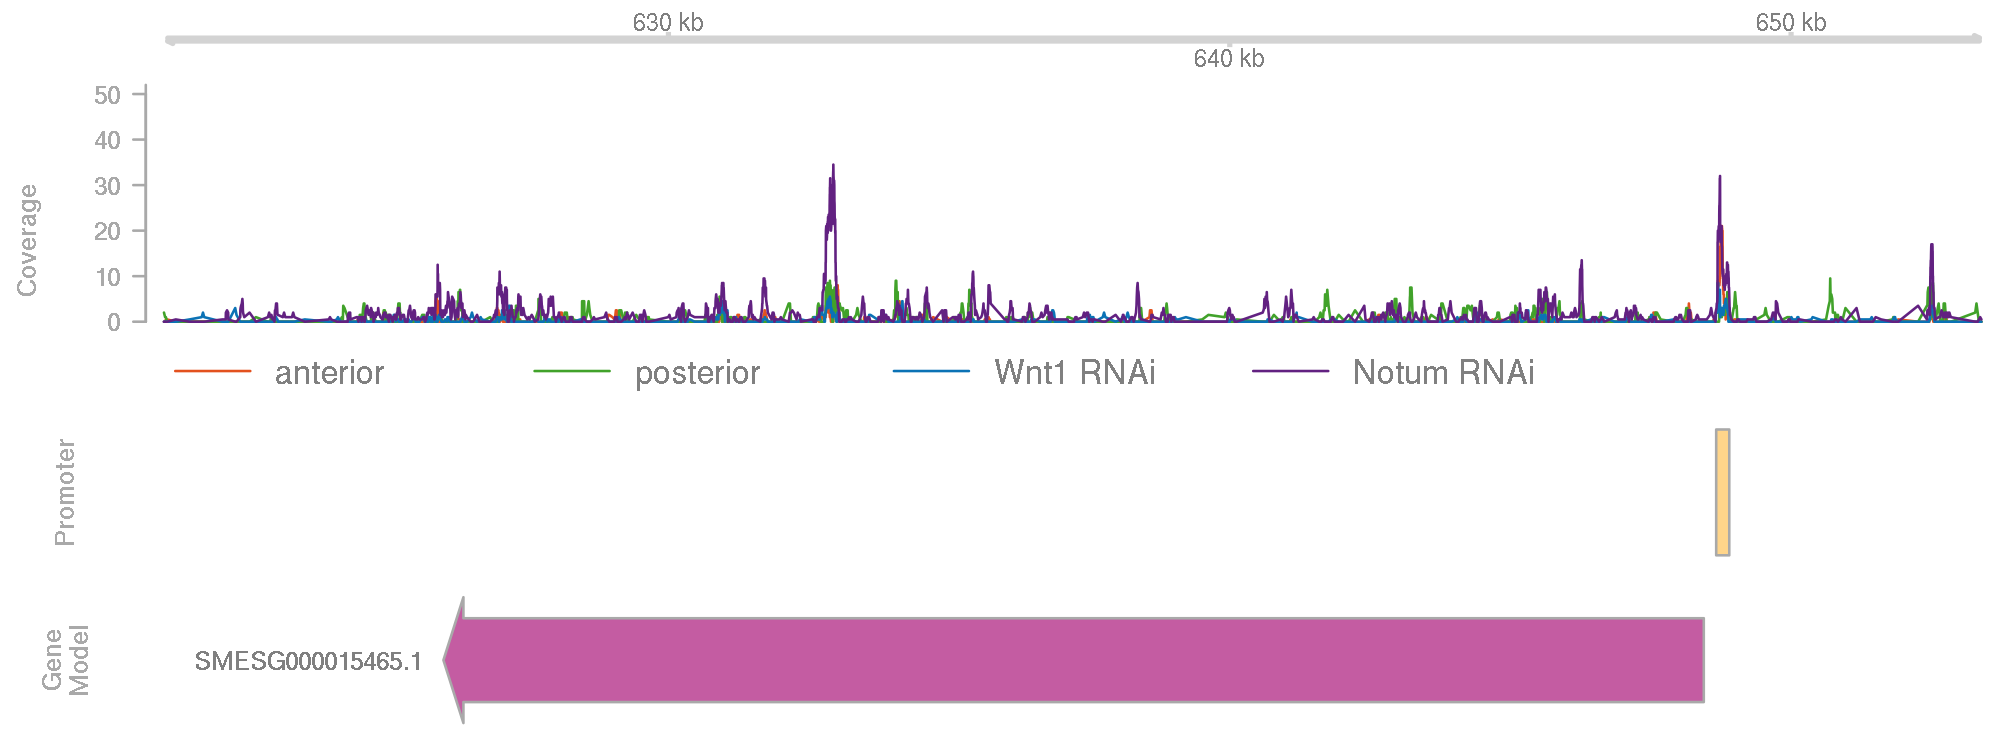 630 kb
650 kb
640 kb
50
40
30
20
10
0
Coverage
anterior
posterior
Wnt1 RNAi
Notum RNAi
Promoter
Gene
Model
SMESG000015465.1